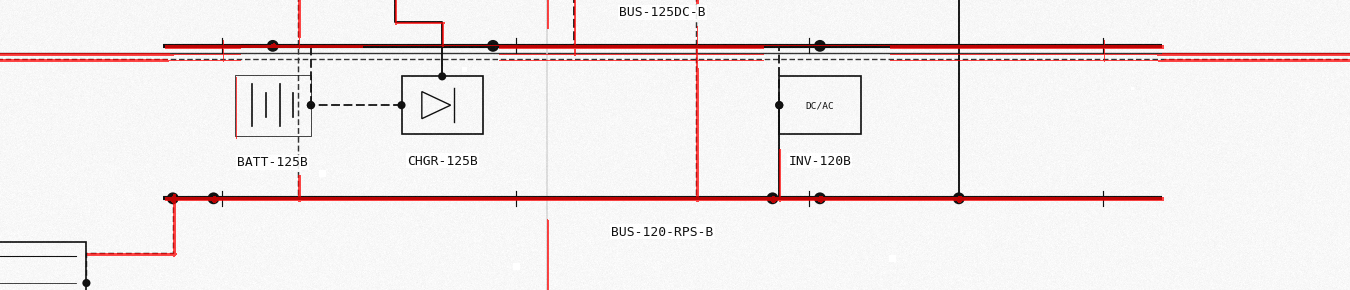 BUS-125DC-B
DC/AC
BATT-125B
CHGR-125B
INV-120B
BUS-120-RPS-B